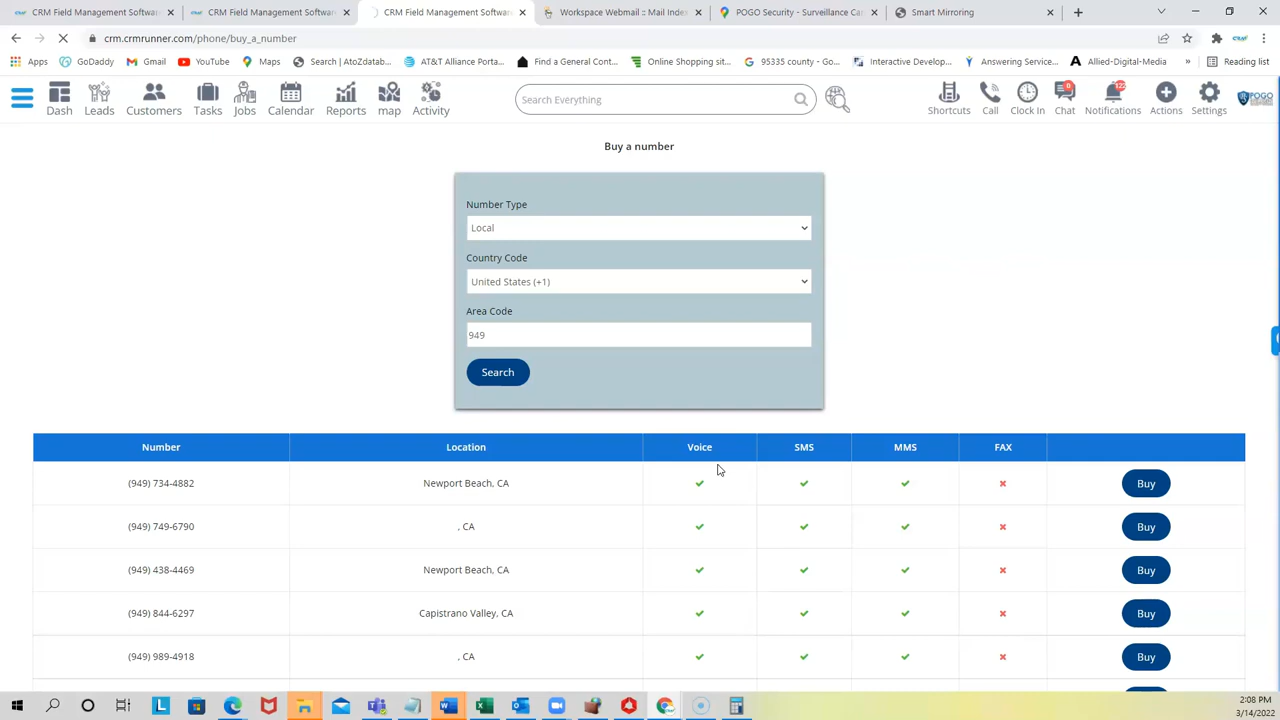 CRM Field Management Software
CRM Field Management Software
CRM Field Management Softwar
Workspace Webmail :: Mail Index
POGO Security - Surveillance Car
Smart Mirroring
crm.crmrunner.com/phone/buy_a_number
Apps
GoDaddy
Gmail
YouTube
Maps
Search | AtoZdatab...
AT&T Alliance Porta...
Find a General Cont...
Online Shopping sit...
95335 county - Go...
Interactive Develop...
Answering Service...
Allied-Digital-Media
»
Reading list
Dash
Leads
Customers
Tasks
Jobs
Calendar
Reports
map
Activity
Search Everything
Shortcuts
Call
Clock In
0
Chat
122
Notifications
Actions
Settings
POGO
Buy a number
Number Type
Local
Country Code
United States (+1)
Area Code
949
Search
Number Location Voice SMS MMS FAX
(949) 734-4882 Newport Beach, CA Buy
(949) 749-6790 , CA Buy
(949) 438-4469 Newport Beach, CA Buy
(949) 844-6297 Capistrano Valley, CA Buy
(949) 989-4918 , CA Buy
2:08 PM
3/14/2022